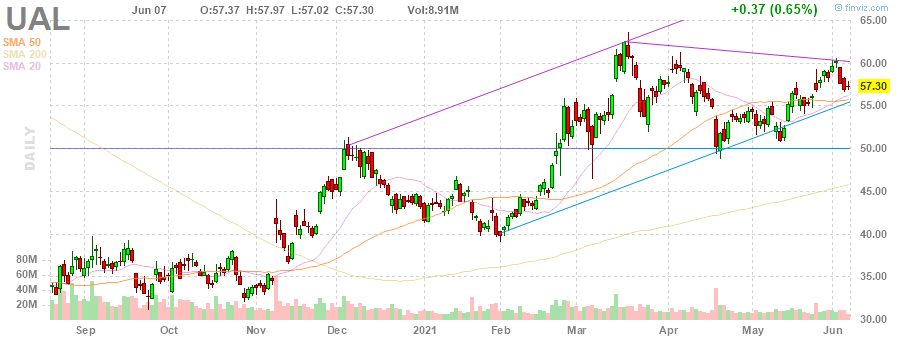 UAL Jun 07 O:57.37 H:57.97 L:57.02 C:57.30 Vol:8.91M +0.37 (0.65%) finviz.com
SMA 50
SMA 200
SMA 20
DAILY
65.00
60.00
57.30
55.00
50.00
45.00
40.00
80M
60M 35.00
40M
20M
30.00
Sep Oct Nov Dec 2021 Feb Mar Apr May Jun